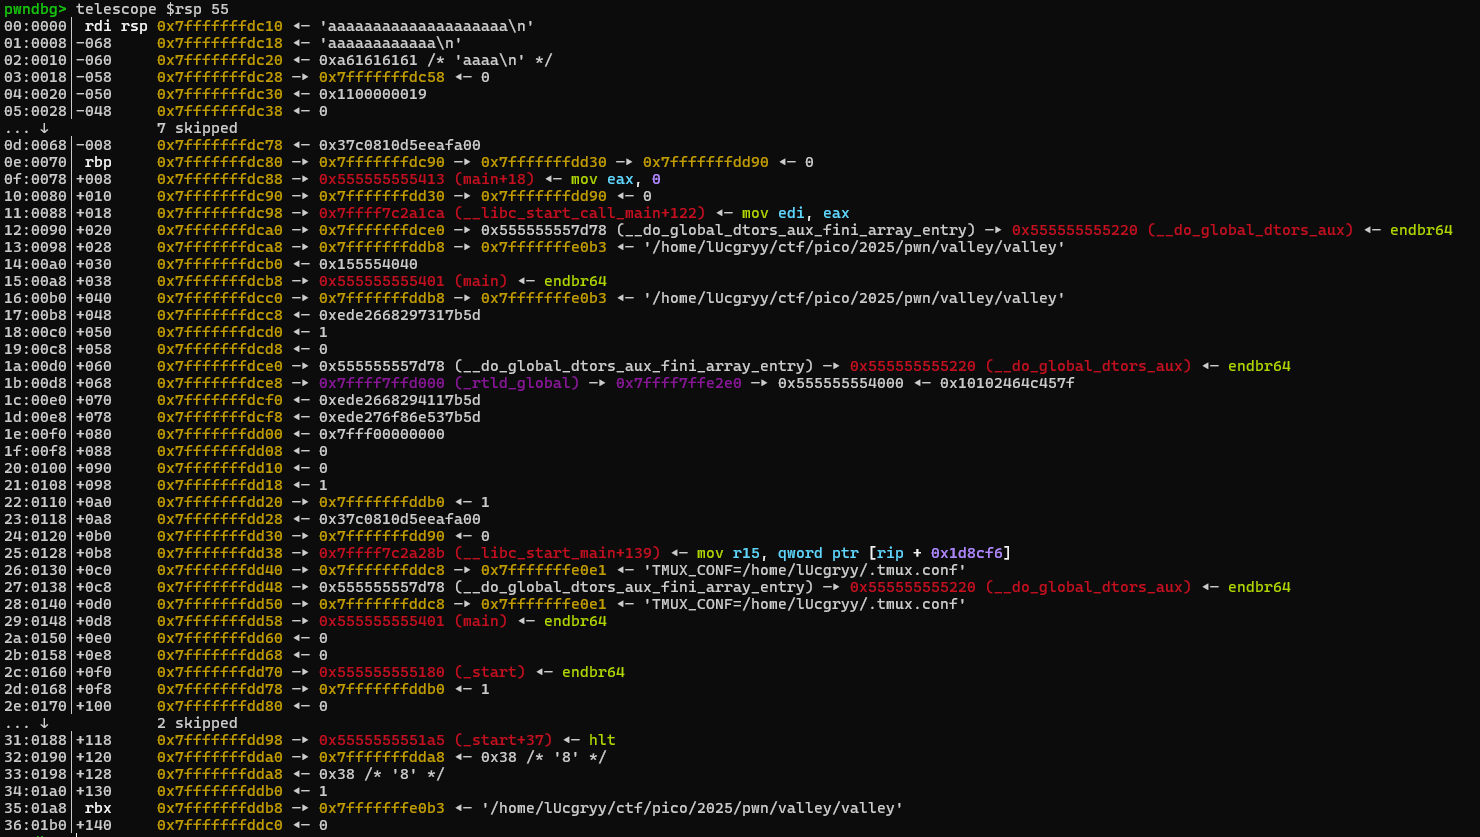 pwndbg> telescope $rsp 55
00:0000│ rdi rsp 0x7fffffffdc10 ◂— 'aaaaaaaaaaaaaaaaaaaa\n'
01:0008│-068     0x7fffffffdc18 ◂— 'aaaaaaaaaaaa\n'
02:0010│-060     0x7fffffffdc20 ◂— 0xa61616161 /* 'aaaa\n' */
03:0018│-058     0x7fffffffdc28 —▸ 0x7fffffffdc58 ◂— 0
04:0020│-050     0x7fffffffdc30 ◂— 0x1100000019
05:0028│-048     0x7fffffffdc38 ◂— 0
... ↓            7 skipped
0d:0068│-008     0x7fffffffdc78 ◂— 0x37c0810d5eeafa00
0e:0070│ rbp     0x7fffffffdc80 —▸ 0x7fffffffdc90 —▸ 0x7fffffffdd30 —▸ 0x7fffffffdd90 ◂— 0
0f:0078│+008     0x7fffffffdc88 —▸ 0x555555555413 (main+18) ◂— mov eax, 0
10:0080│+010     0x7fffffffdc90 —▸ 0x7fffffffdd30 —▸ 0x7fffffffdd90 ◂— 0
11:0088│+018     0x7fffffffdc98 —▸ 0x7ffff7c2a1ca (__libc_start_call_main+122) ◂— mov edi, eax
12:0090│+020     0x7fffffffdca0 —▸ 0x7fffffffdce0 —▸ 0x555555557d78 (__do_global_dtors_aux_fini_array_entry) —▸ 0x555555555220 (__do_global_dtors_aux) ◂— endbr64
13:0098│+028     0x7fffffffdca8 —▸ 0x7fffffffddb8 —▸ 0x7fffffffe0b3 ◂— '/home/lUcgryy/ctf/pico/2025/pwn/valley/valley'
14:00a0│+030     0x7fffffffdcb0 ◂— 0x155554040
15:00a8│+038     0x7fffffffdcb8 —▸ 0x555555555401 (main) ◂— endbr64
16:00b0│+040     0x7fffffffdcc0 —▸ 0x7fffffffddb8 —▸ 0x7fffffffe0b3 ◂— '/home/lUcgryy/ctf/pico/2025/pwn/valley/valley'
17:00b8│+048     0x7fffffffdcc8 ◂— 0xede2668297317b5d
18:00c0│+050     0x7fffffffdcd0 ◂— 1
19:00c8│+058     0x7fffffffdcd8 ◂— 0
1a:00d0│+060     0x7fffffffdce0 —▸ 0x555555557d78 (__do_global_dtors_aux_fini_array_entry) —▸ 0x555555555220 (__do_global_dtors_aux) ◂— endbr64
1b:00d8│+068     0x7fffffffdce8 —▸ 0x7ffff7ffd000 (_rtld_global) —▸ 0x7ffff7ffe2e0 —▸ 0x555555554000 ◂— 0x10102464c457f
1c:00e0│+070     0x7fffffffdcf0 ◂— 0xede2668294117b5d
1d:00e8│+078     0x7fffffffdcf8 ◂— 0xede276f86e537b5d
1e:00f0│+080     0x7fffffffdd00 ◂— 0x7fff00000000
1f:00f8│+088     0x7fffffffdd08 ◂— 0
20:0100│+090     0x7fffffffdd10 ◂— 0
21:0108│+098     0x7fffffffdd18 ◂— 1
22:0110│+0a0     0x7fffffffdd20 —▸ 0x7fffffffddb0 ◂— 1
23:0118│+0a8     0x7fffffffdd28 ◂— 0x37c0810d5eeafa00
24:0120│+0b0     0x7fffffffdd30 —▸ 0x7fffffffdd90 ◂— 0
25:0128│+0b8     0x7fffffffdd38 —▸ 0x7ffff7c2a28b (__libc_start_main+139) ◂— mov r15, qword ptr [rip + 0x1d8cf6]
26:0130│+0c0     0x7fffffffdd40 —▸ 0x7fffffffddc8 —▸ 0x7fffffffe0e1 ◂— 'TMUX_CONF=/home/lUcgryy/.tmux.conf'
27:0138│+0c8     0x7fffffffdd48 —▸ 0x555555557d78 (__do_global_dtors_aux_fini_array_entry) —▸ 0x555555555220 (__do_global_dtors_aux) ◂— endbr64
28:0140│+0d0     0x7fffffffdd50 —▸ 0x7fffffffddc8 —▸ 0x7fffffffe0e1 ◂— 'TMUX_CONF=/home/lUcgryy/.tmux.conf'
29:0148│+0d8     0x7fffffffdd58 —▸ 0x555555555401 (main) ◂— endbr64
2a:0150│+0e0     0x7fffffffdd60 ◂— 0
2b:0158│+0e8     0x7fffffffdd68 ◂— 0
2c:0160│+0f0     0x7fffffffdd70 —▸ 0x555555555180 (_start) ◂— endbr64
2d:0168│+0f8     0x7fffffffdd78 —▸ 0x7fffffffddb0 ◂— 1
2e:0170│+100     0x7fffffffdd80 ◂— 0
... ↓            2 skipped
31:0188│+118     0x7fffffffdd98 —▸ 0x5555555551a5 (_start+37) ◂— hlt
32:0190│+120     0x7fffffffdda0 —▸ 0x7fffffffdda8 ◂— 0x38 /* '8' */
33:0198│+128     0x7fffffffdda8 ◂— 0x38 /* '8' */
34:01a0│+130     0x7fffffffddb0 ◂— 1
35:01a8│ rbx     0x7fffffffddb8 —▸ 0x7fffffffe0b3 ◂— '/home/lUcgryy/ctf/pico/2025/pwn/valley/valley'
36:01b0│+140     0x7fffffffddc0 ◂— 0